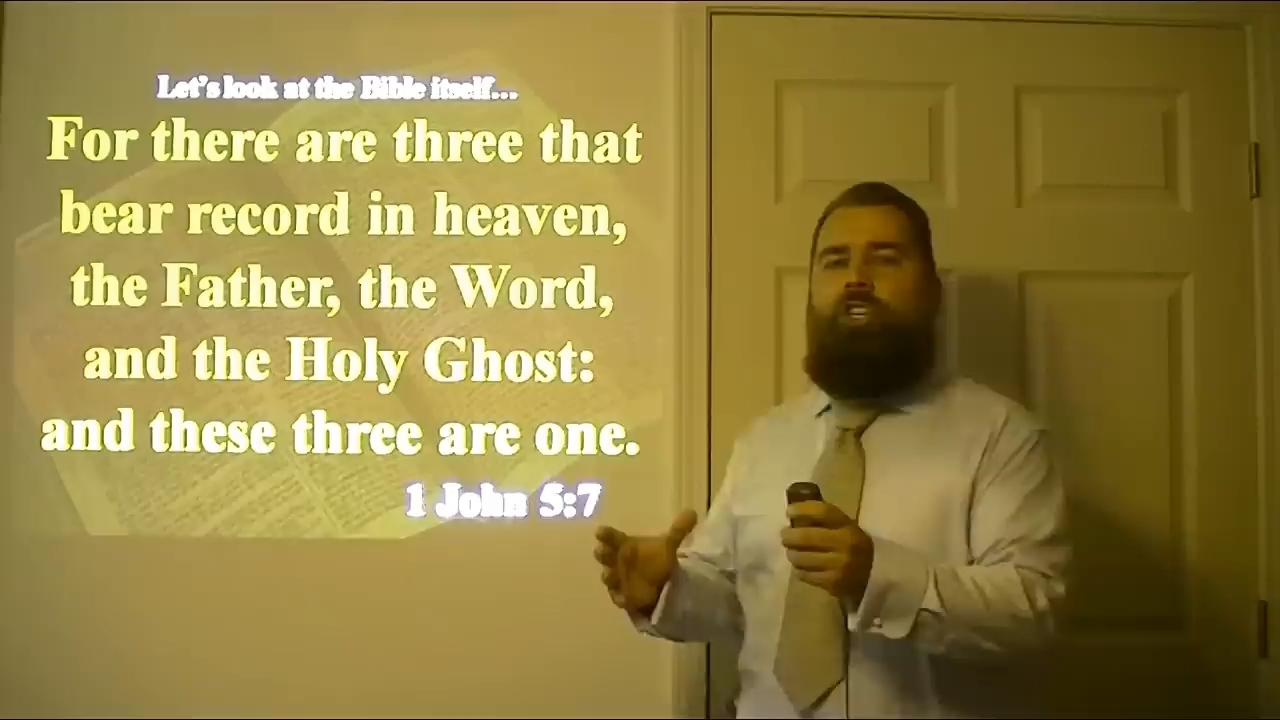 Let's look at the Bible itself...
For there are three that
bear record in heaven,
the Father, the Word,
and the Holy Ghost:
and these three are one.
1 John 5:7